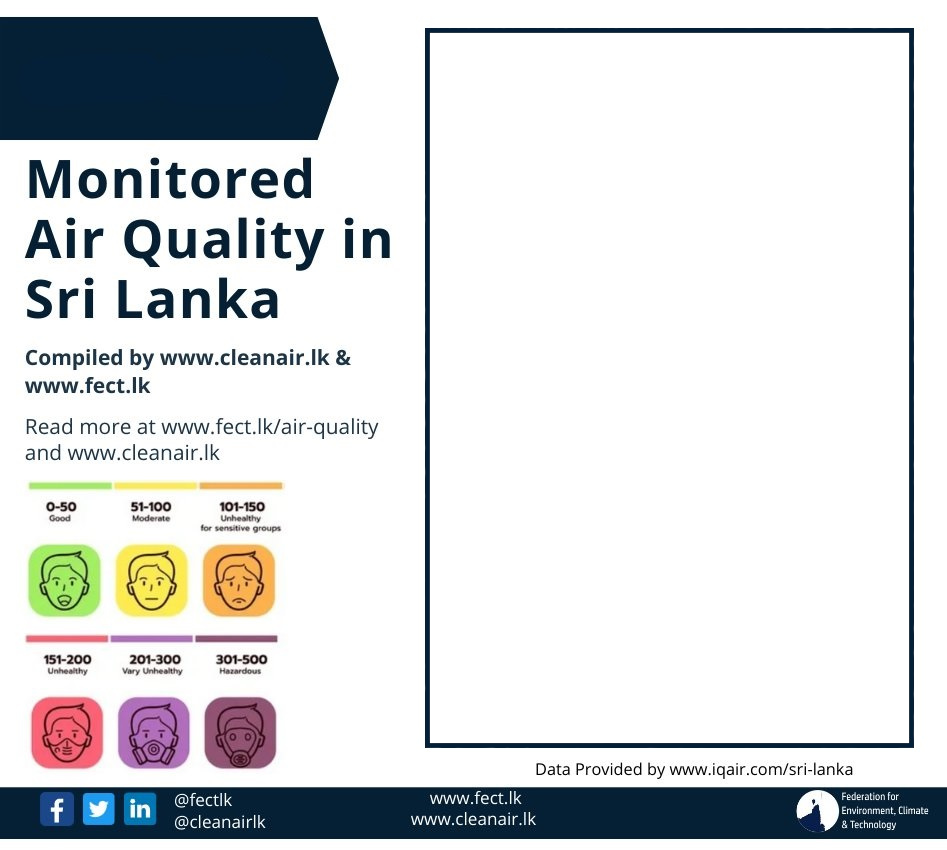 Monitored
Air Quality in
Sri Lanka
Compiled by www.cleanair.lk &
www.fect.lk
Read more at www.fect.lk/air-quality
and www.cleanair.lk
0-50
Good
51-100
Moderate
101-150
Unhealthy
for sensitive groups
151-200
Unhealthy
201-300
Vary Unhealthy
301-500
Hazardous
Data Provided by www.iqair.com/sri-lanka
@fectlk
@cleanairlk
www.fect.lk
www.cleanair.lk
Federation for
Environment, Climate
& Technology